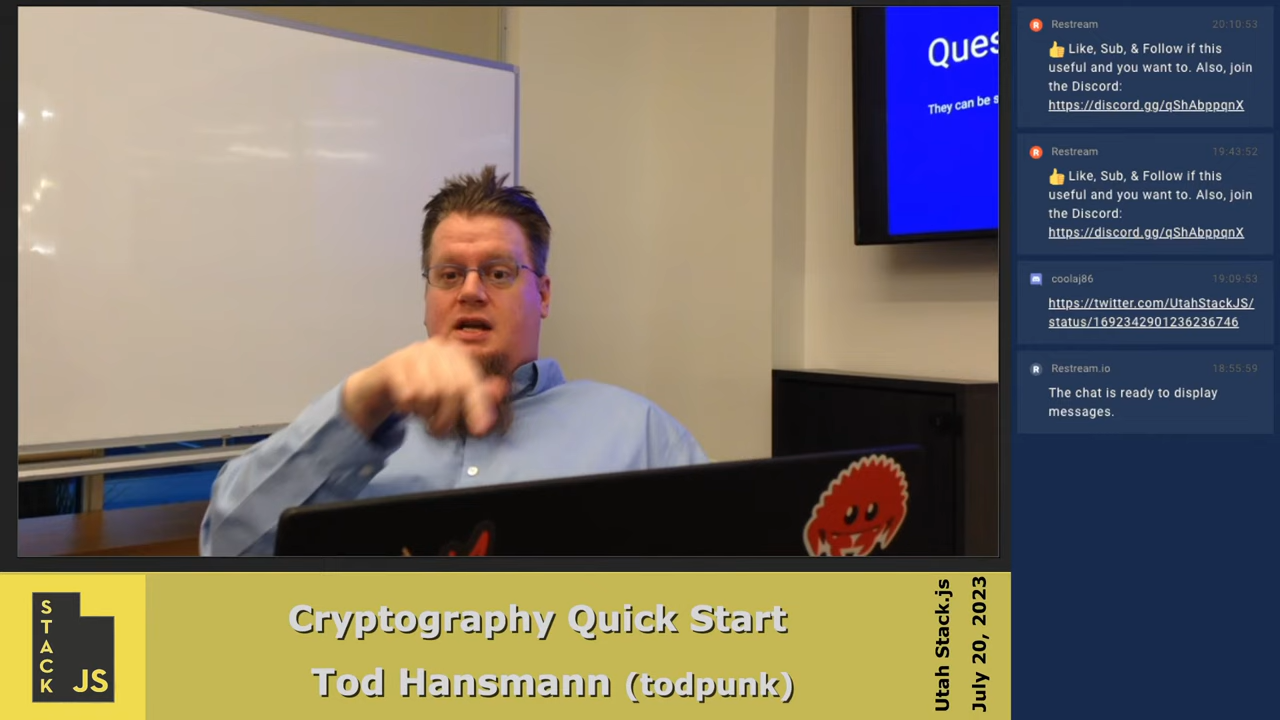 Ques
They can be s
Restream 20:10:53
👍 Like, Sub, & Follow if this
useful and you want to. Also, join
the Discord:
https://discord.gg/qShAbppqnX
Restream 19:43:52
👍 Like, Sub, & Follow if this
useful and you want to. Also, join
the Discord:
https://discord.gg/qShAbppqnX
coolaj86 19:09:53
https://twitter.com/UtahStackJS/
status/1692342901236236746
Restream.io 18:55:59
The chat is ready to display
messages.
STACK
JS
Cryptography Quick Start
Tod Hansmann (todpunk)
Utah Stack.js
July 20, 2023